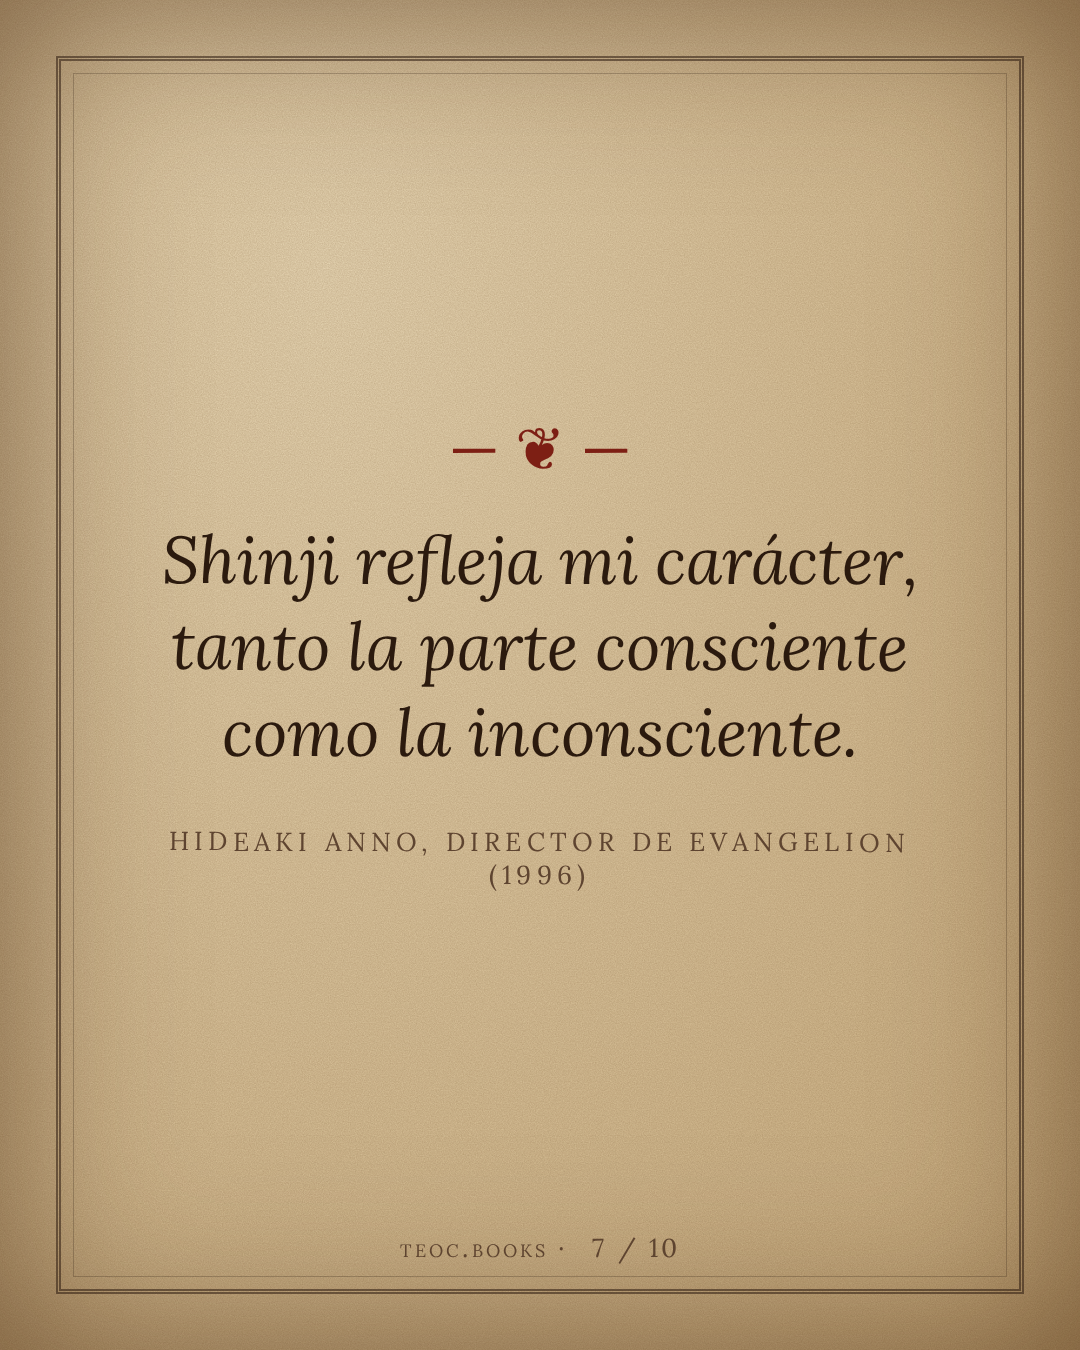 Shinji refleja mi carácter,
tanto la parte consciente
como la inconsciente.
HIDEAKI ANNO, DIRECTOR DE EVANGELION
(1996)
TEOC.BOOKS · 7 / 10